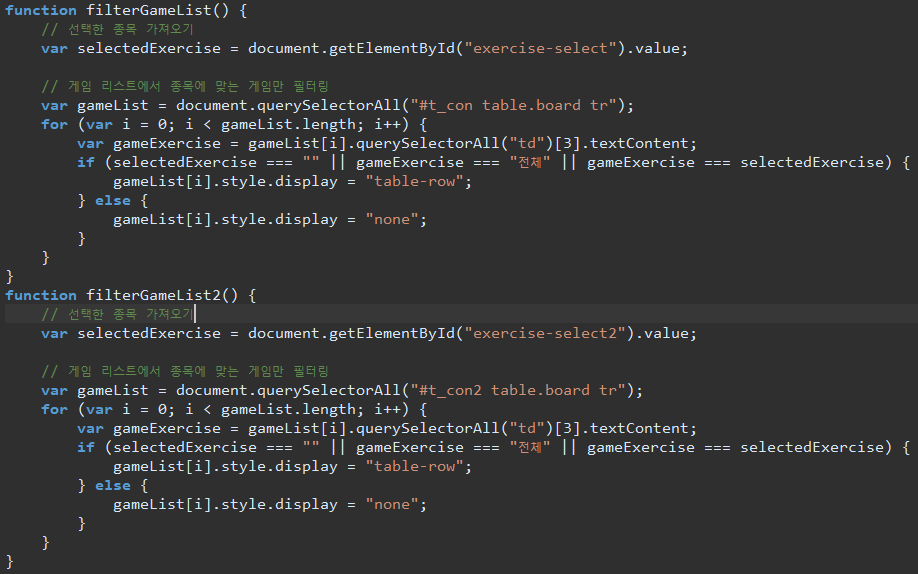 function filterGameList() {
// 선택한 종목 가져오기
var selectedExercise = document.getElementById("exercise-select").value;
// 게임 리스트에서 종목에 맞는 게임만 필터링
var gameList = document.querySelectorAll("#t_con table.board tr");
for (var i = 0; i < gameList.length; i++) {
var gameExercise = gameList[i].querySelectorAll("td")[3].textContent;
if (selectedExercise === "" || gameExercise === "전체" || gameExercise === selectedExercise) {
gameList[i].style.display = "table-row";
} else {
gameList[i].style.display = "none";
}
}
}
function filterGameList2() {
// 선택한 종목 가져오기
var selectedExercise = document.getElementById("exercise-select2").value;
// 게임 리스트에서 종목에 맞는 게임만 필터링
var gameList = document.querySelectorAll("#t_con2 table.board tr");
for (var i = 0; i < gameList.length; i++) {
var gameExercise = gameList[i].querySelectorAll("td")[3].textContent;
if (selectedExercise === "" || gameExercise === "전체" || gameExercise === selectedExercise) {
gameList[i].style.display = "table-row";
} else {
gameList[i].style.display = "none";
}
}
}